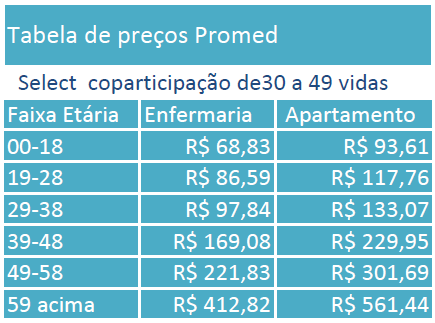 Tabela de preços Promed
Select coparticipação de30 a 49 vidas
Faixa Etária Enfermaria Apartamento
00-18 R$ 68,83 R$ 93,61
19-28 R$ 86,59 R$ 117,76
29-38 R$ 97,84 R$ 133,07
39-48 R$ 169,08 R$ 229,95
49-58 R$ 221,83 R$ 301,69
59 acima R$ 412,82 R$ 561,44